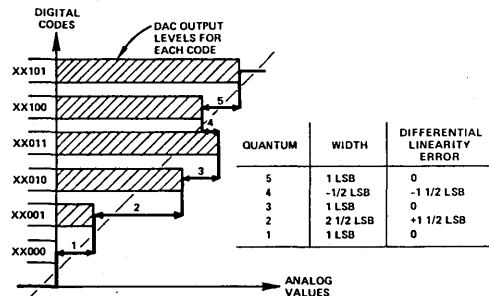 DIGITAL
CODES
DAC OUTPUT
LEVELS FOR
EACH CODE
XX101
XX100
XX011
XX010
XX001
XX000
5
4
3
2
1
ANALOG
VALUES
QUANTUM WIDTH DIFFERENTIAL LINEARITY ERROR
5 1 LSB 0
4 -1/2 LSB -1 1/2 LSB
3 1 LSB 0
2 2 1/2 LSB +1 1/2 LSB
1 1 LSB 0